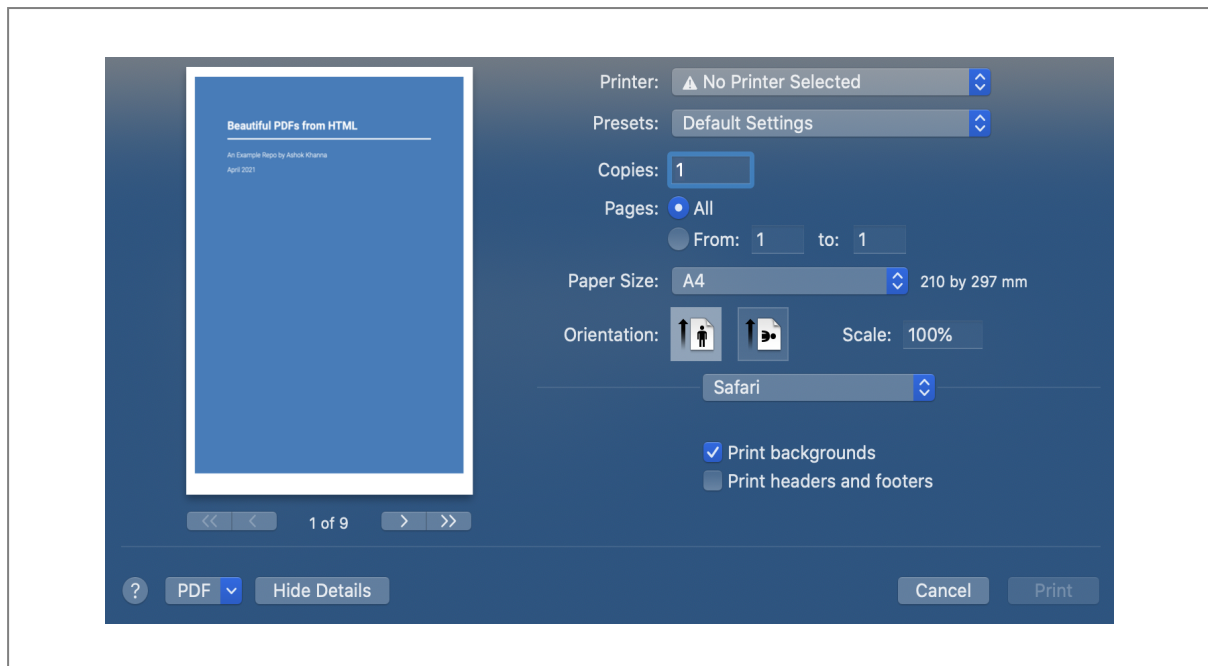 Beautiful PDFs from HTML
An Example Repo by Ashok Khanna
April 2021
<< < 1 of 9 > >>
Printer: No Printer Selected
Presets: Default Settings
Copies: 1
Pages: All
From: 1 to: 1
Paper Size: A4 210 by 297 mm
Orientation: Scale: 100%
Safari
Print backgrounds
Print headers and footers
? PDF Hide Details Cancel Print